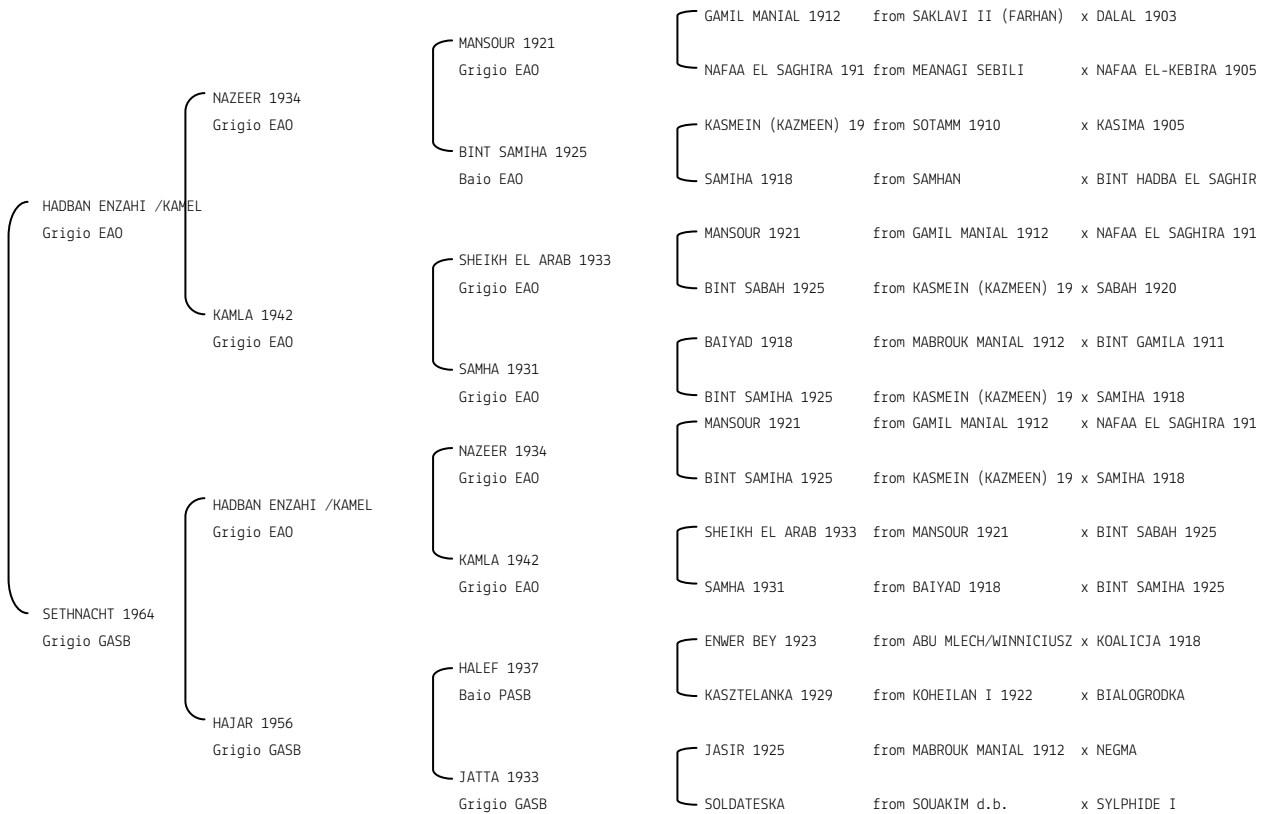 GAMIL MANIAL 1912 from SAKLAVI II (FARHAN) x DALAL 1903
MANSOUR 1921
Grigio EAO
NAFAA EL SAGHIRA 191 from MEANAGI SEBILI x NAFAA EL-KEBIRA 1905
NAZEER 1934
Grigio EAO
KASMEIN (KAZMEEN) 19 from SOTAMM 1910 x KASIMA 1905
BINT SAMIHA 1925
Baio EAO
SAMIHA 1918 from SAMHAN x BINT HADBA EL SAGHIR
HADBAN ENZAHI /KAMEL
Grigio EAO
MANSOUR 1921 from GAMIL MANIAL 1912 x NAFAA EL SAGHIRA 191
SHEIKH EL ARAB 1933
Grigio EAO
BINT SABAH 1925 from KASMEIN (KAZMEEN) 19 x SABAH 1920
KAMLA 1942
Grigio EAO
BAIYAD 1918 from MABROUK MANIAL 1912 x BINT GAMILA 1911
SAMHA 1931
Grigio EAO
BINT SAMIHA 1925 from KASMEIN (KAZMEEN) 19 x SAMIHA 1918
MANSOUR 1921 from GAMIL MANIAL 1912 x NAFAA EL SAGHIRA 191
NAZEER 1934
Grigio EAO
BINT SAMIHA 1925 from KASMEIN (KAZMEEN) 19 x SAMIHA 1918
HADBAN ENZAHI /KAMEL
Grigio EAO
SHEIKH EL ARAB 1933 from MANSOUR 1921 x BINT SABAH 1925
KAMLA 1942
Grigio EAO
SAMHA 1931 from BAIYAD 1918 x BINT SAMIHA 1925
SETHNACHT 1964
Grigio GASB
ENWER BEY 1923 from ABU MLECH/WINNICIUSZ x KOALICJA 1918
HALEF 1937
Baio PASB
KASZTELANKA 1929 from KOHEILAN I 1922 x BIALOGRODKA
HAJAR 1956
Grigio GASB
JASIR 1925 from MABROUK MANIAL 1912 x NEGMA
JATTA 1933
Grigio GASB
SOLDATESKA from SOUAKIM d.b. x SYLPHIDE I